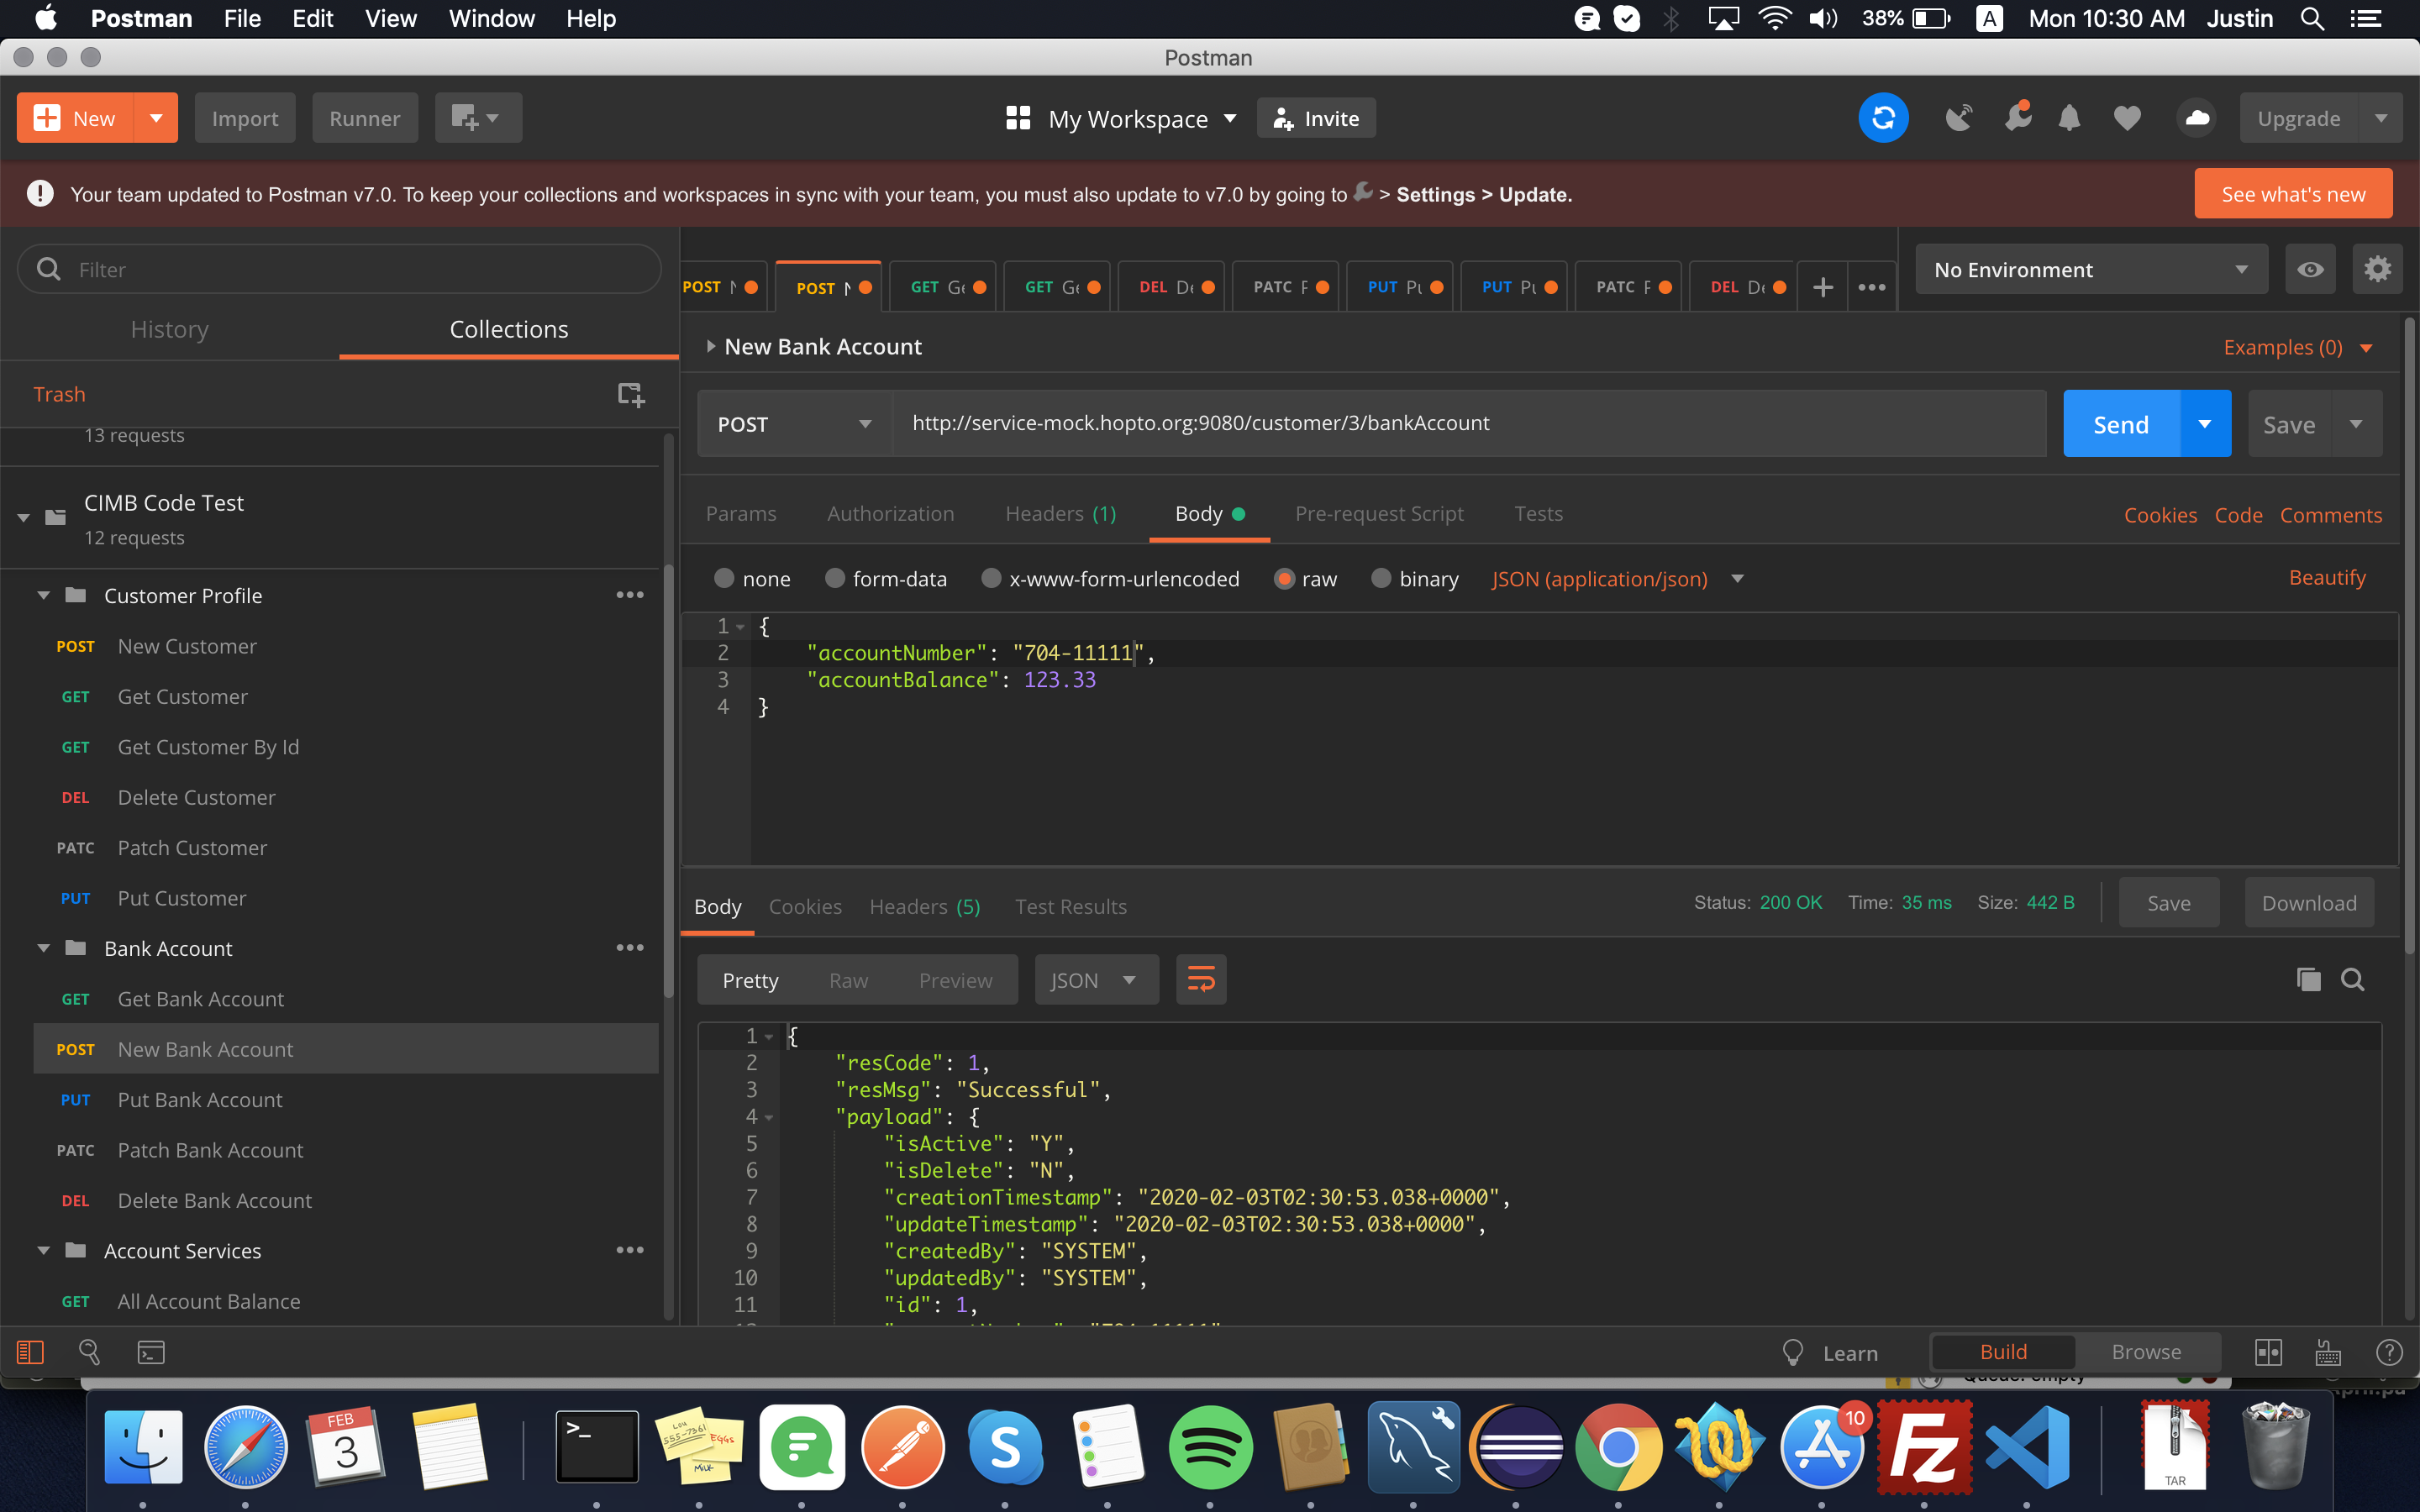 Postman File Edit View Window Help 38% A Mon 10:30 AM Justin
Postman
New Import Runner My Workspace Invite Upgrade
Your team updated to Postman v7.0. To keep your collections and workspaces in sync with your team, you must also update to v7.0 by going to > Settings > Update. See what's new
Filter
POST POST GET Ge GET Ge DEL De PATC PUT PUT PATC DEL De No Environment
History Collections
New Bank Account Examples (0)
Trash
13 requests
POST http://service-mock.hopto.org:9080/customer/3/bankAccount Send Save
CIMB Code Test
12 requests
Params Authorization Headers (1) Body Pre-request Script Tests Cookies Code Comments
none form-data x-www-form-urlencoded raw binary JSON (application/json) Beautify
Customer Profile
POST New Customer
GET Get Customer
GET Get Customer By Id
DEL Delete Customer
PATC Patch Customer
PUT Put Customer
Bank Account
GET Get Bank Account
POST New Bank Account
PUT Put Bank Account
PATC Patch Bank Account
DEL Delete Bank Account
Account Services
GET All Account Balance
1 {
2 "accountNumber": "704-11111",
3 "accountBalance": 123.33
4 }
Body Cookies Headers (5) Test Results Status: 200 OK Time: 35 ms Size: 442 B Save Download
Pretty Raw Preview JSON
1 {
2 "resCode": 1,
3 "resMsg": "Successful",
4 "payload": {
5 "isActive": "Y",
6 "isDelete": "N",
7 "creationTimestamp": "2020-02-03T02:30:53.038+0000",
8 "updateTimestamp": "2020-02-03T02:30:53.038+0000",
9 "createdBy": "SYSTEM",
10 "updatedBy": "SYSTEM",
11 "id": 1,
Learn Build Browse
Queue: empty
FEB
3
>_
LOW
555-7361
EGGS
MILK
S
10
Fz
TAR